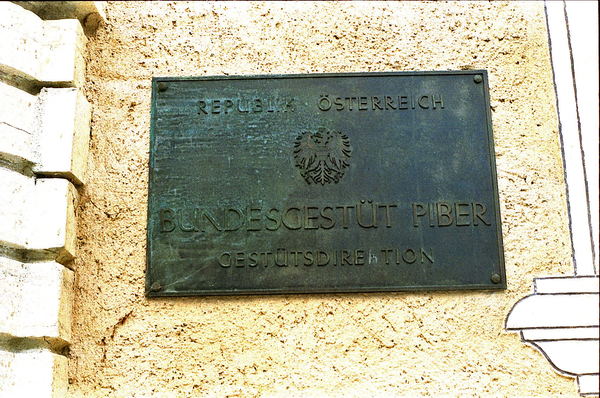 REPUBLIK ÖSTERREICH
BUNDESGESTÜT PIBER
GESTÜTSDIREKTION